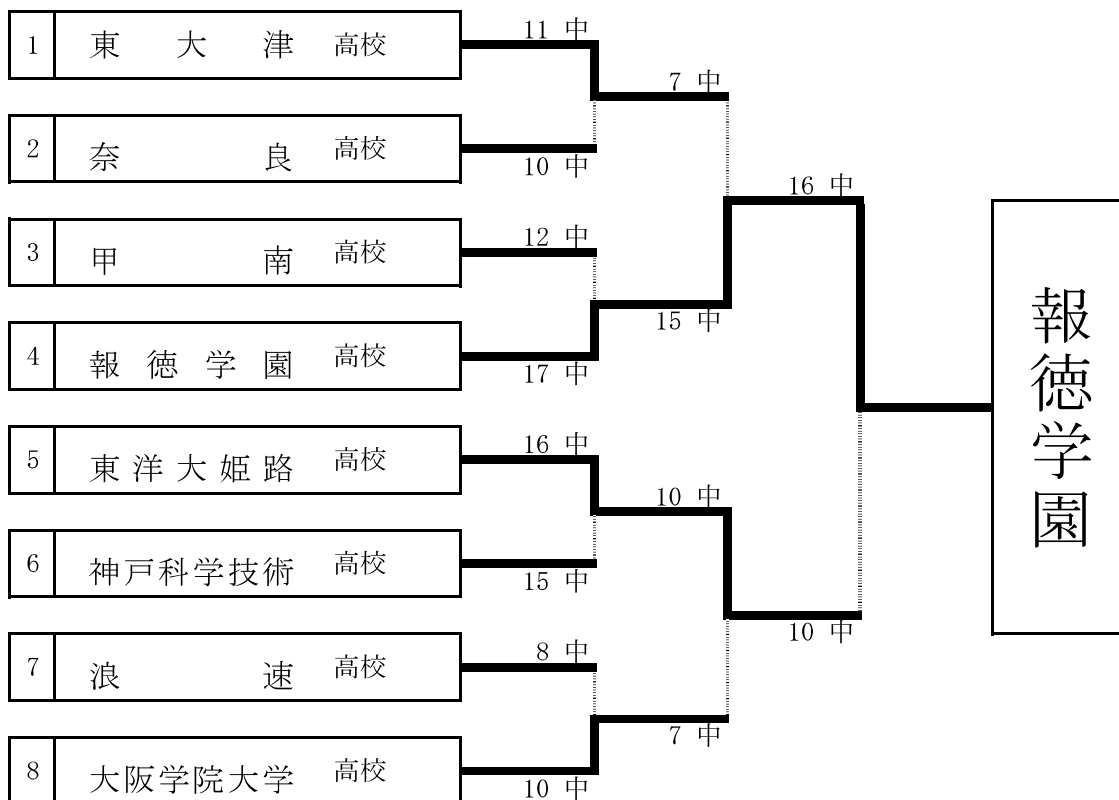 1 東大津 高校
11 中
7 中
2 奈良 高校
10 中
16 中
3 甲南 高校
12 中
15 中
4 報徳学園 高校
17 中
報徳学園
5 東洋大姫路 高校
16 中
10 中
6 神戸科学技術 高校
15 中
10 中
7 浪速 高校
8 中
7 中
8 大阪学院大学 高校
10 中